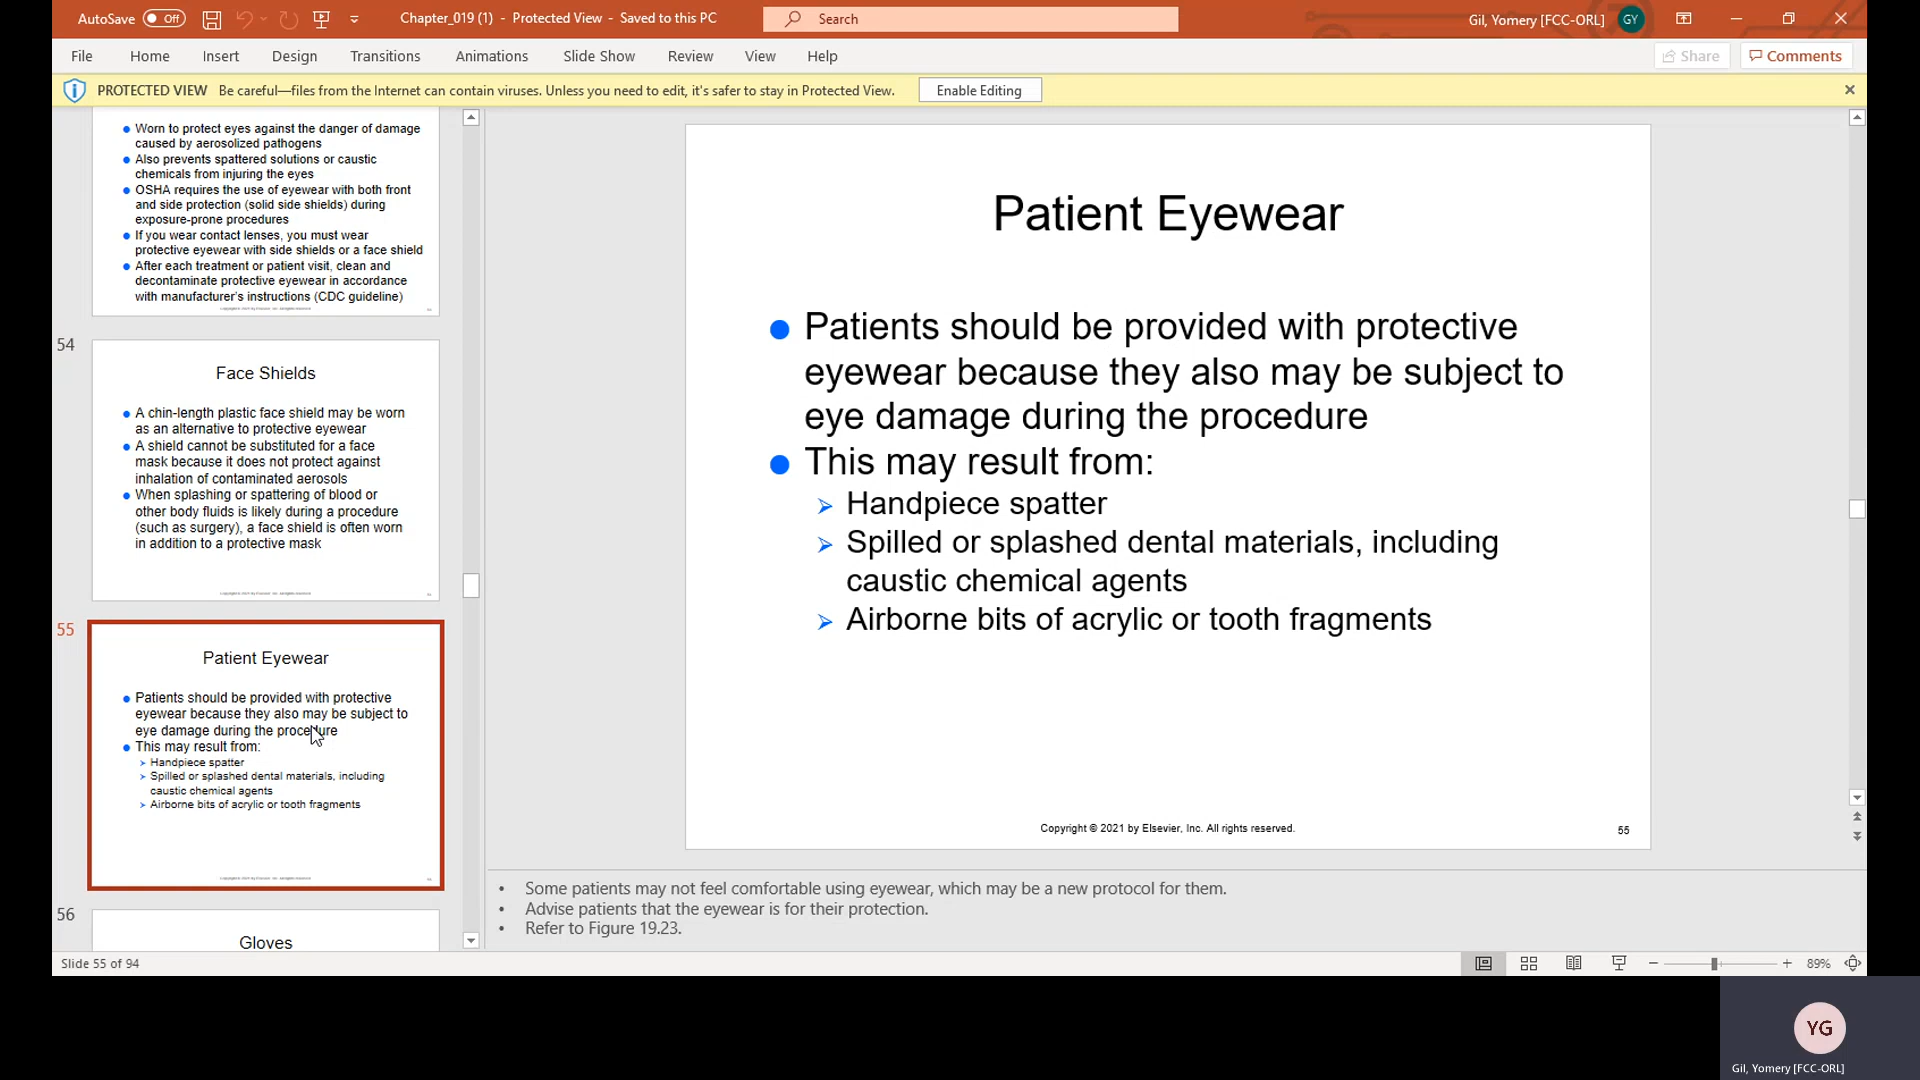 AutoSave Off
Chapter_019 (1) - Protected View - Saved to this PC
Search
Gil, Yomery [FCC-ORL] GY
File Home Insert Design Transitions Animations Slide Show Review View Help
Share Comments
PROTECTED VIEW Be careful—files from the Internet can contain viruses. Unless you need to edit, it's safer to stay in Protected View. Enable Editing
Worn to protect eyes against the danger of damage
caused by aerosolized pathogens
Also prevents spattered solutions or caustic
chemicals from injuring the eyes
OSHA requires the use of eyewear with both front
and side protection (solid side shields) during
exposure-prone procedures
If you wear contact lenses, you must wear
protective eyewear with side shields or a face shield
After each treatment or patient visit, clean and
decontaminate protective eyewear in accordance
with manufacturer's instructions (CDC guideline)
54
Face Shields
A chin-length plastic face shield may be worn
as an alternative to protective eyewear
A shield cannot be substituted for a face
mask because it does not protect against
inhalation of contaminated aerosols
When splashing or spattering of blood or
other body fluids is likely during a procedure
(such as surgery), a face shield is often worn
in addition to a protective mask
55
Patient Eyewear
Patients should be provided with protective
eyewear because they also may be subject to
eye damage during the procedure
This may result from:
Handpiece spatter
Spilled or splashed dental materials, including
caustic chemical agents
Airborne bits of acrylic or tooth fragments
56
Gloves
Patient Eyewear
Patients should be provided with protective
eyewear because they also may be subject to
eye damage during the procedure
This may result from:
Handpiece spatter
Spilled or splashed dental materials, including
caustic chemical agents
Airborne bits of acrylic or tooth fragments
Copyright © 2021 by Elsevier, Inc. All rights reserved.
55
• Some patients may not feel comfortable using eyewear, which may be a new protocol for them.
• Advise patients that the eyewear is for their protection.
• Refer to Figure 19.23.
Slide 55 of 94
89%
YG
Gil, Yomery [FCC-ORL]